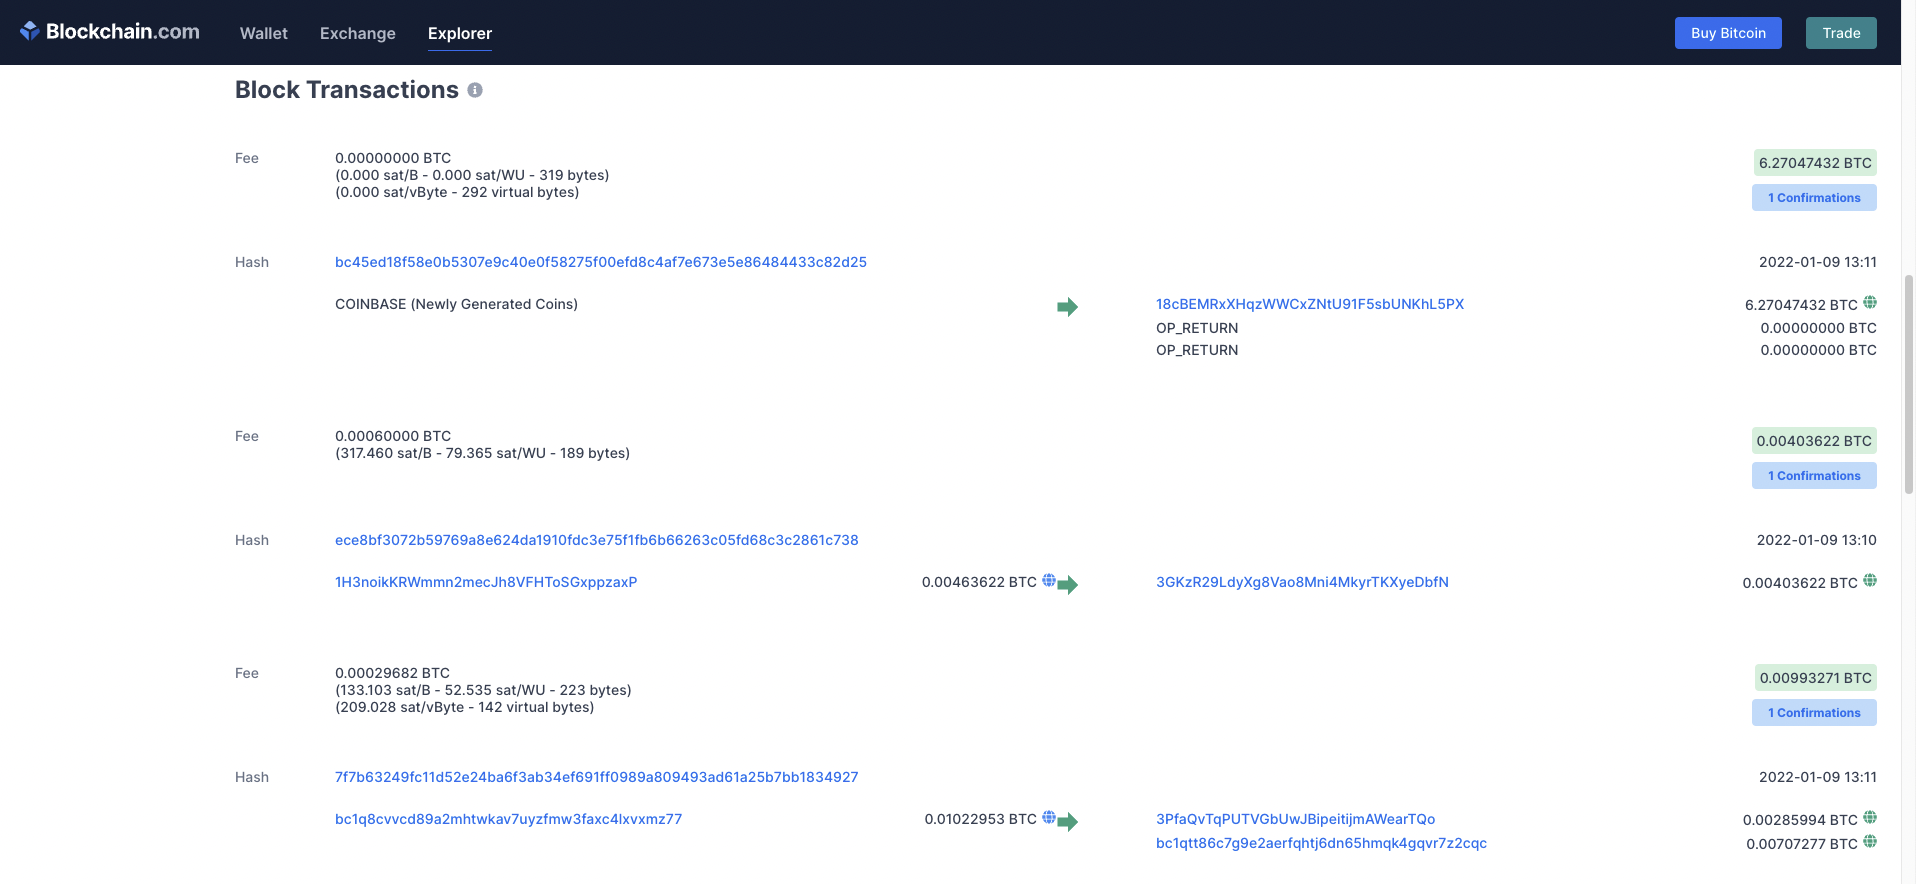 Blockchain.com Wallet Exchange Explorer Buy Bitcoin Trade
Block Transactions
Fee 0.00000000 BTC 6.27047432 BTC
(0.000 sat/B - 0.000 sat/WU - 319 bytes)
(0.000 sat/vByte - 292 virtual bytes) 1 Confirmations
Hash bc45ed18f58e0b5307e9c40e0f58275f00efd8c4af7e673e5e86484433c82d25 2022-01-09 13:11
COINBASE (Newly Generated Coins) 18cBEMRxXHqzWWCxZNtU91F5sbUNKhL5PX 6.27047432 BTC
OP_RETURN 0.00000000 BTC
OP_RETURN 0.00000000 BTC
Fee 0.00060000 BTC 0.00403622 BTC
(317.460 sat/B - 79.365 sat/WU - 189 bytes)
1 Confirmations
Hash ece8bf3072b59769a8e624da1910fdc3e75f1fb6b66263c05fd68c3c2861c738 2022-01-09 13:10
1H3noikKRWmmn2mecJh8VFHToSGxppzaxP 0.00463622 BTC 3GKzR29LdyXg8Vao8Mni4MkyrTKXyeDbfN 0.00403622 BTC
Fee 0.00029682 BTC 0.00993271 BTC
(133.103 sat/B - 52.535 sat/WU - 223 bytes)
(209.028 sat/vByte - 142 virtual bytes) 1 Confirmations
Hash 7f7b63249fc11d52e24ba6f3ab34ef691ff0989a809493ad61a25b7bb1834927 2022-01-09 13:11
bc1q8cvvcd89a2mhtwkav7uyzfmw3faxc4lxvxmz77 0.01022953 BTC 3PfaQvTqPUTVGbUwJBipeitijmAWearTQo 0.00285994 BTC
bc1qtt86c7g9e2aerfqhtj6dn65hmqk4gqvr7z2cqc 0.00707277 BTC